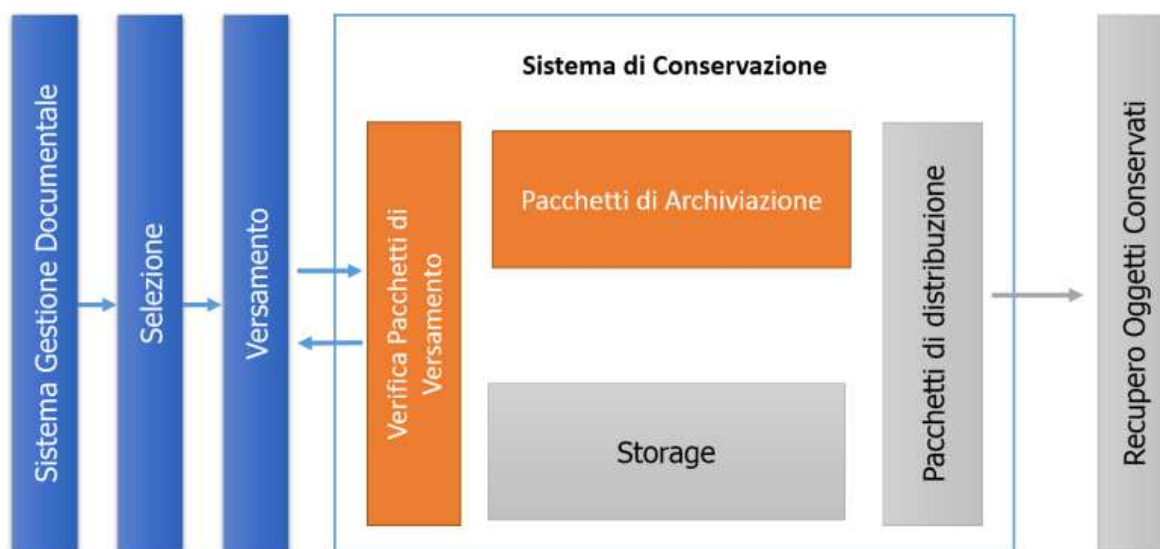 Sistema Gestione Documentale
Selezione
Versamento
Sistema di Conservazione
Verifica Pacchetti di
Versamento
Pacchetti di Archiviazione
Storage
Pacchetti di distribuzione
Recupero Oggetti Conservati